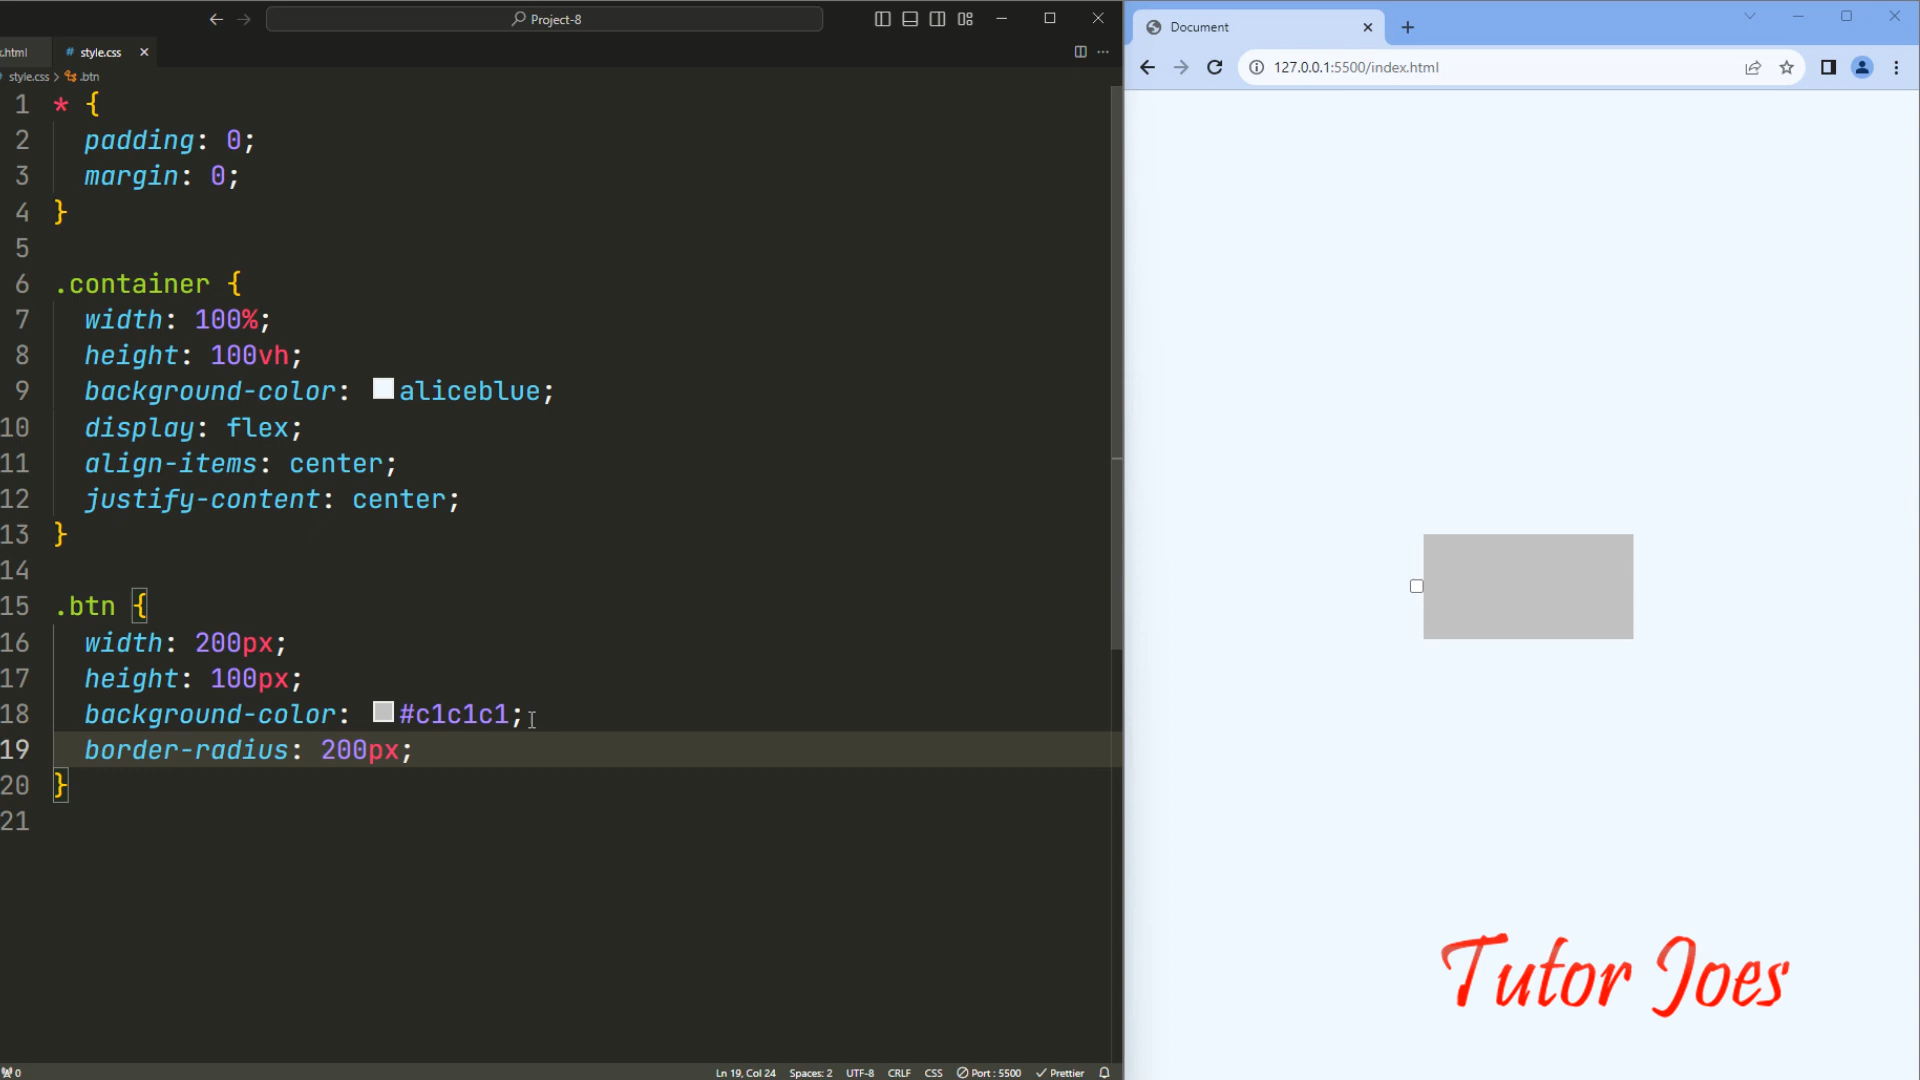 Project-8
.html
# style.css
style.css > .btn
1 * {
2 padding: 0;
3 margin: 0;
4 }
5
6 .container {
7 width: 100%;
8 height: 100vh;
9 background-color: aliceblue;
10 display: flex;
11 align-items: center;
12 justify-content: center;
13 }
14
15 .btn {
16 width: 200px;
17 height: 100px;
18 background-color: #c1c1c1;
19 border-radius: 200px;
20 }
21
0
Ln 19, Col 24
Spaces: 2
UTF-8
CRLF
CSS
Port : 5500
Prettier
Document
127.0.0.1:5500/index.html
Tutor Joes